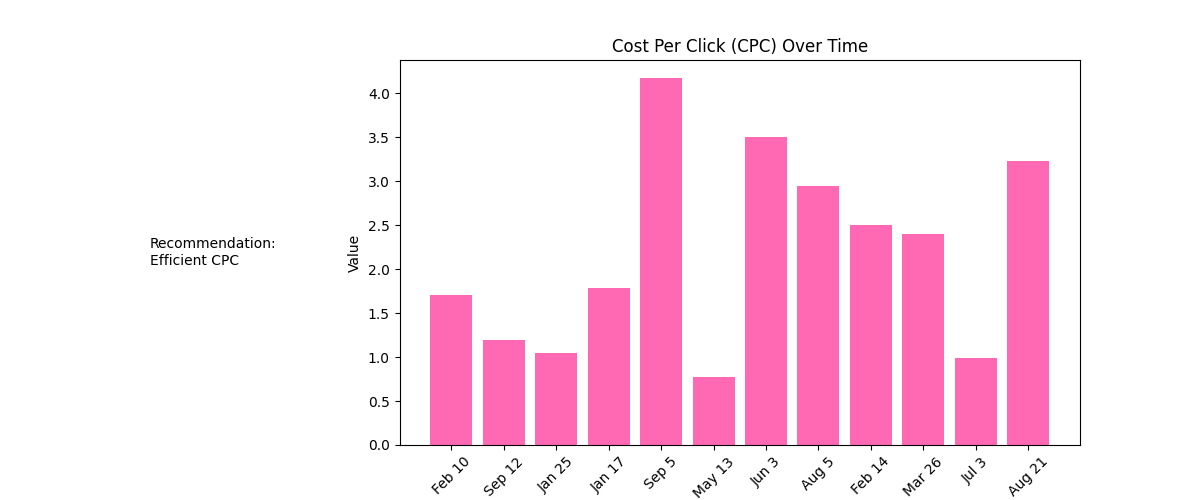 Cost Per Click (CPC) Over Time
Recommendation:
Efficient CPC
Value
4.0
3.5
3.0
2.5
2.0
1.5
1.0
0.5
0.0
Feb 10
Sep 12
Jan 25
Jan 17
Sep 5
May 13
Jun 3
Aug 5
Feb 14
Mar 26
Jul 3
Aug 21